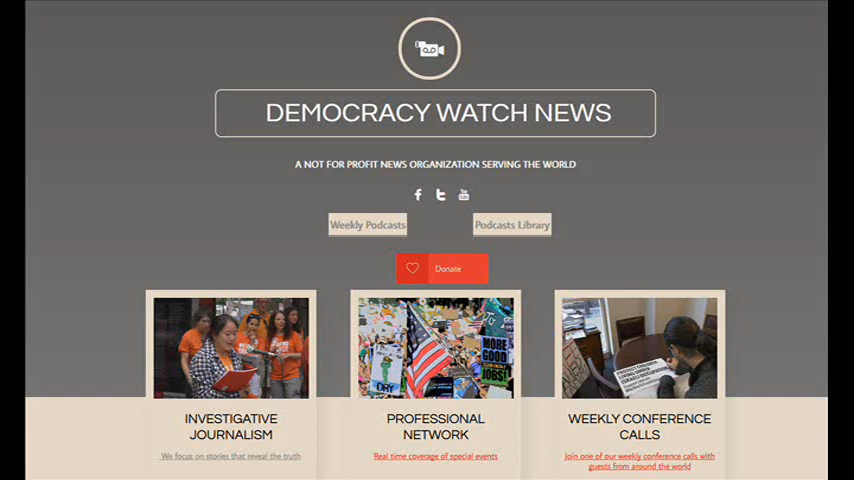 DEMOCRACY WATCH NEWS
A NOT FOR PROFIT NEWS ORGANIZATION SERVING THE WORLD
Weekly Podcasts
Podcasts Library
Donate
MORE
GOOD
JOBS!
DRY
INVESTIGATIVE
JOURNALISM
We focus on stories that reveal the truth
PROFESSIONAL
NETWORK
Real time coverage of special events
WEEKLY CONFERENCE
CALLS
Join one of our weekly conference calls with
guests from around the world